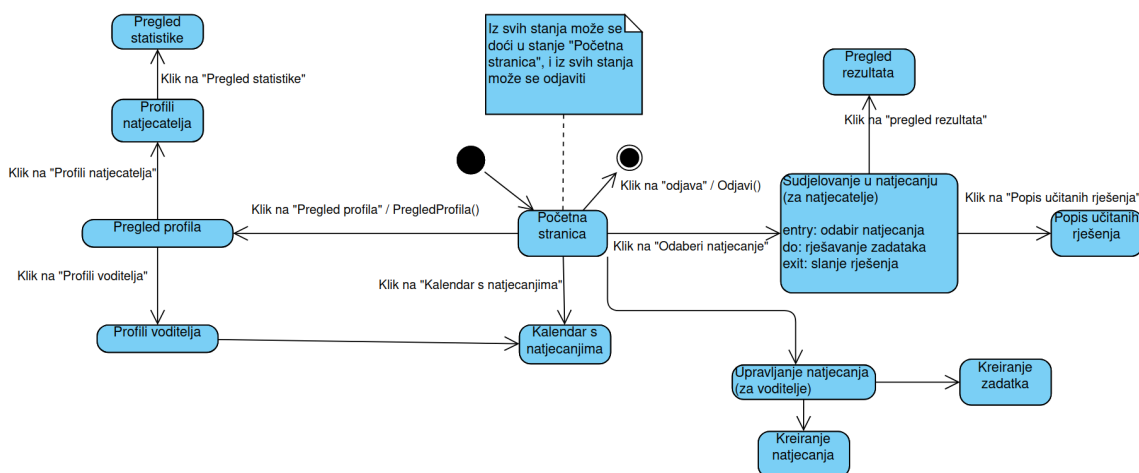 Pregled
statistike
Klik na "Pregled statistike"
Profili
natjecatelja
Klik na "Profili natjecatelja"
Klik na "Pregled profila" / PregledProfila()
Pregled profila
Klik na "Profili voditelja"
Profili voditelja
Iz svih stanja može se
doći u stanje "Početna
stranica", i iz svih stanja
može se odjaviti
Klik na "odjava" / Odjavi()
Početna
stranica
Klik na "Odaberi natjecanje"
Klik na "Kalendar s natjecanjima"
Kalendar s
natjecanjima
Pregled
rezultata
Klik na "pregled rezultata"
Sudjelovanje u natjecanju
(za natjecatelje)
entry: odabir natjecanja
do: rješavanje zadataka
exit: slanje rješenja
Klik na "Popis učitanih rješenja"
Popis učitanih
rješenja
Upravljanje natjecanja
(za voditelje)
Kreiranje
zadatka
Kreiranje
natjecanja